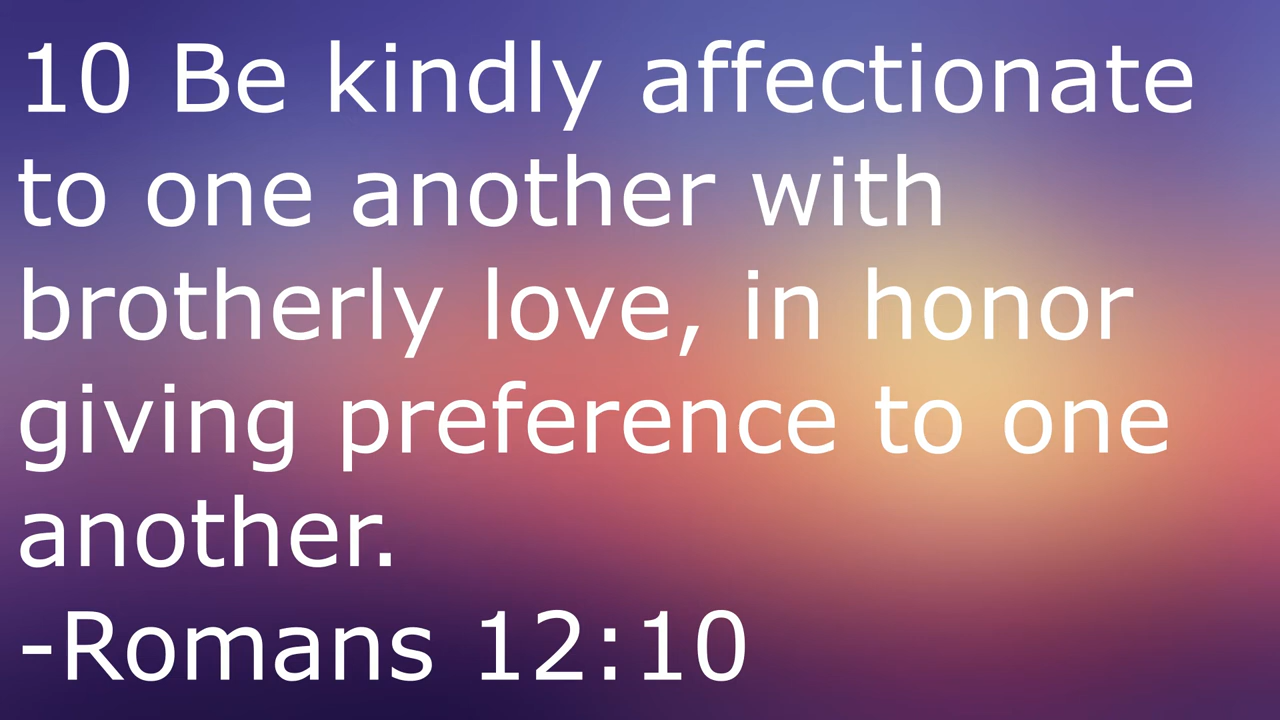 10 Be kindly affectionate
to one another with
brotherly love, in honor
giving preference to one
another.
-Romans 12:10